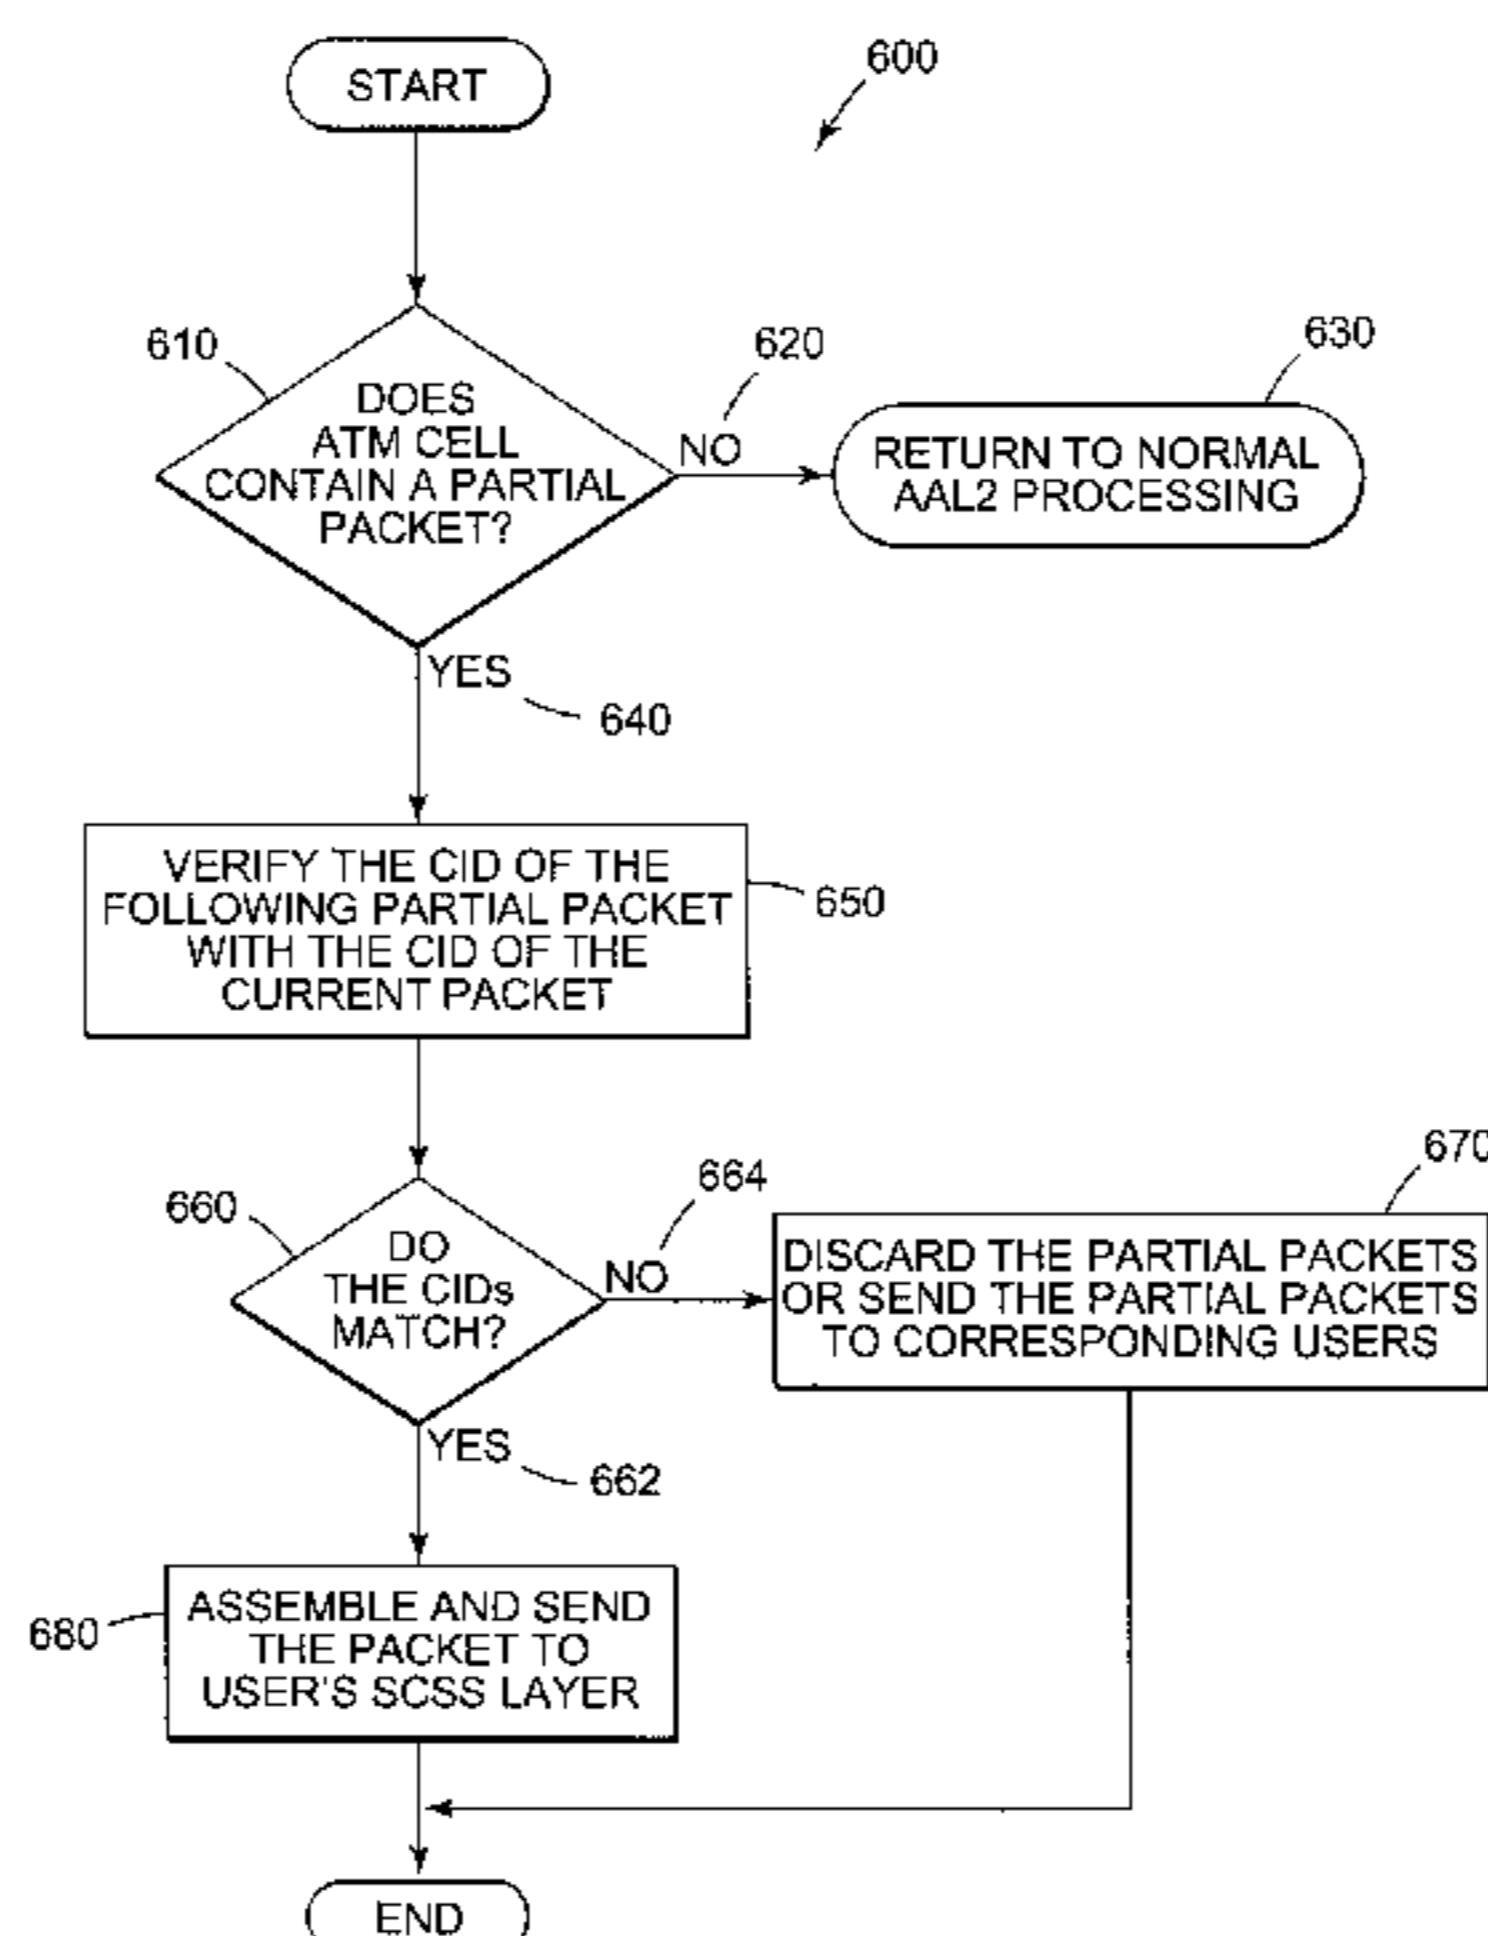 START
600
610
DOES
ATM CELL
CONTAIN A PARTIAL
PACKET?
620
NO
630
RETURN TO NORMAL
AAL2 PROCESSING
YES
640
VERIFY THE CID OF THE
FOLLOWING PARTIAL PACKET
WITH THE CID OF THE
CURRENT PACKET
650
660
DO
THE CIDs
MATCH?
664
NO
670
DISCARD THE PARTIAL PACKETS
OR SEND THE PARTIAL PACKETS
TO CORRESPONDING USERS
YES
662
680
ASSEMBLE AND SEND
THE PACKET TO
USER'S SCSS LAYER
END